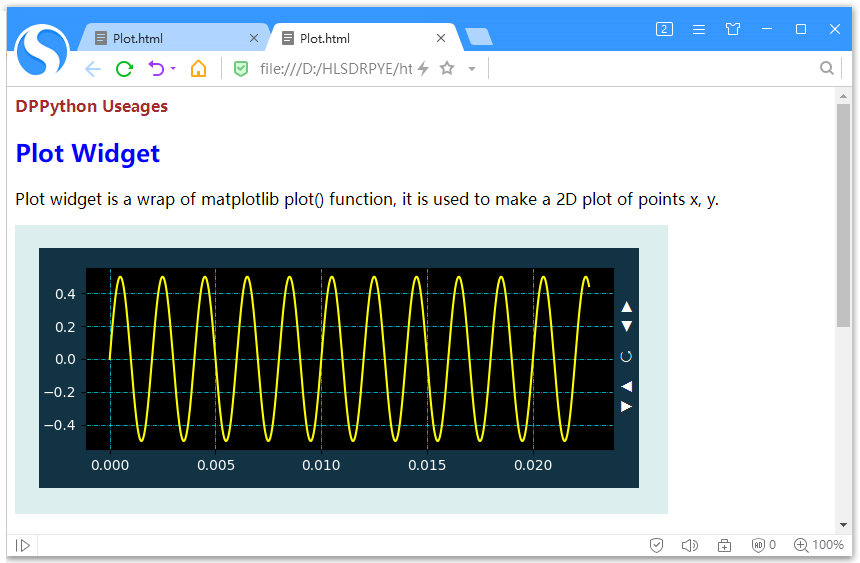 2
Plot.html
Plot.html
file:///D:/HLSDRPYE/ht
DPPython Useages
Plot Widget
Plot widget is a wrap of matplotlib plot() function, it is used to make a 2D plot of points x, y.
0.4
0.2
0.0
−0.2
−0.4
0.000 0.005 0.010 0.015 0.020
AD 0 100%